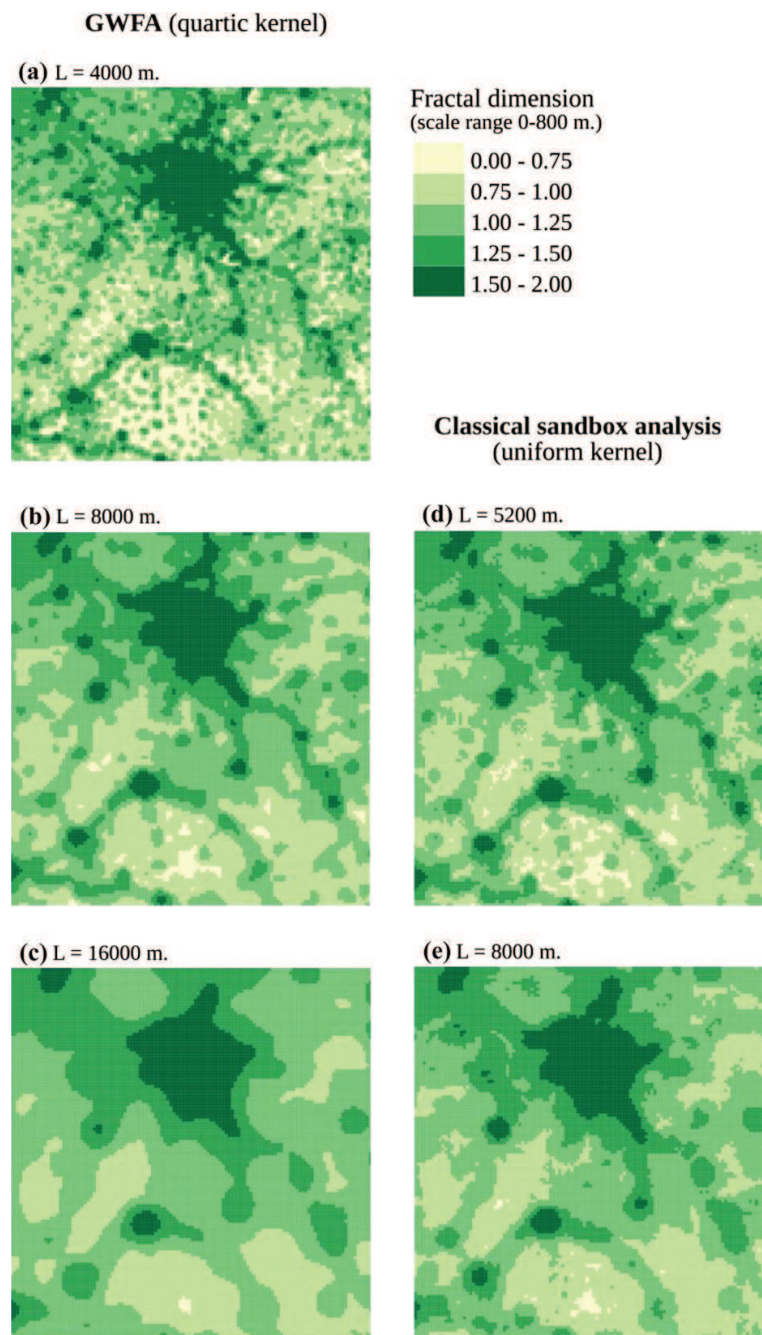 GWFA (quartic kernel)
(a) L = 4000 m.
Fractal dimension
(scale range 0-800 m.)
0.00 - 0.75
0.75 - 1.00
1.00 - 1.25
1.25 - 1.50
1.50 - 2.00
Classical sandbox analysis
(uniform kernel)
(b) L = 8000 m.
(d) L = 5200 m.
(c) L = 16000 m.
(e) L = 8000 m.